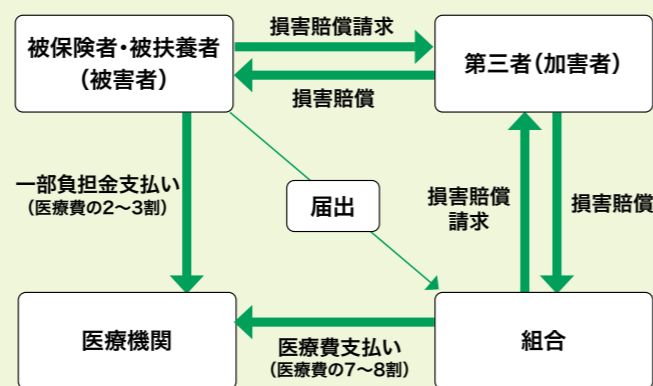 損害賠償請求
被保険者・被扶養者
（被害者）
第三者（加害者）
損害賠償
一部負担金支払い
（医療費の2〜3割）
届出
損害賠償
請求
損害賠償
医療機関
医療費支払い
（医療費の7〜8割）
組合